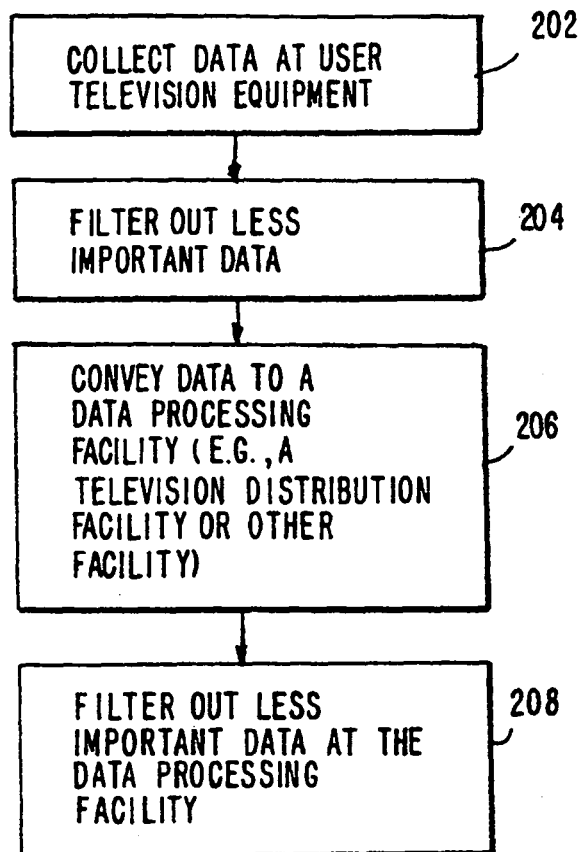 202
COLLECT DATA AT USER
TELEVISION EQUIPMENT
204
FILTER OUT LESS
IMPORTANT DATA
206
CONVEY DATA TO A
DATA PROCESSING
FACILITY (E.G., A
TELEVISION DISTRIBUTION
FACILITY OR OTHER
FACILITY)
208
FILTER OUT LESS
IMPORTANT DATA AT THE
DATA PROCESSING
FACILITY